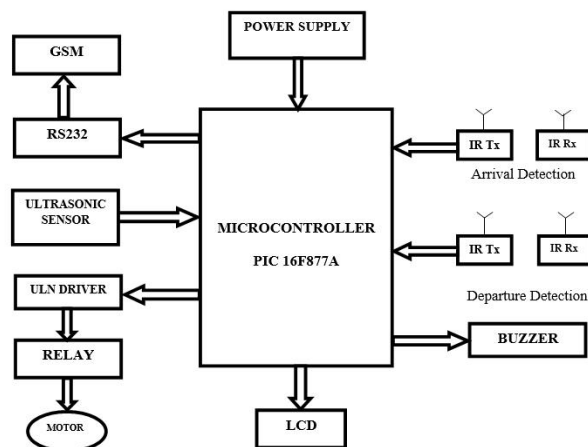 POWER SUPPLY
GSM
RS232
ULTRASONIC
SENSOR
ULN DRIVER
RELAY
MOTOR
MICROCONTROLLER
PIC 16F877A
LCD
IR Tx
IR Rx
Arrival Detection
IR Tx
IR Rx
Departure Detection
BUZZER